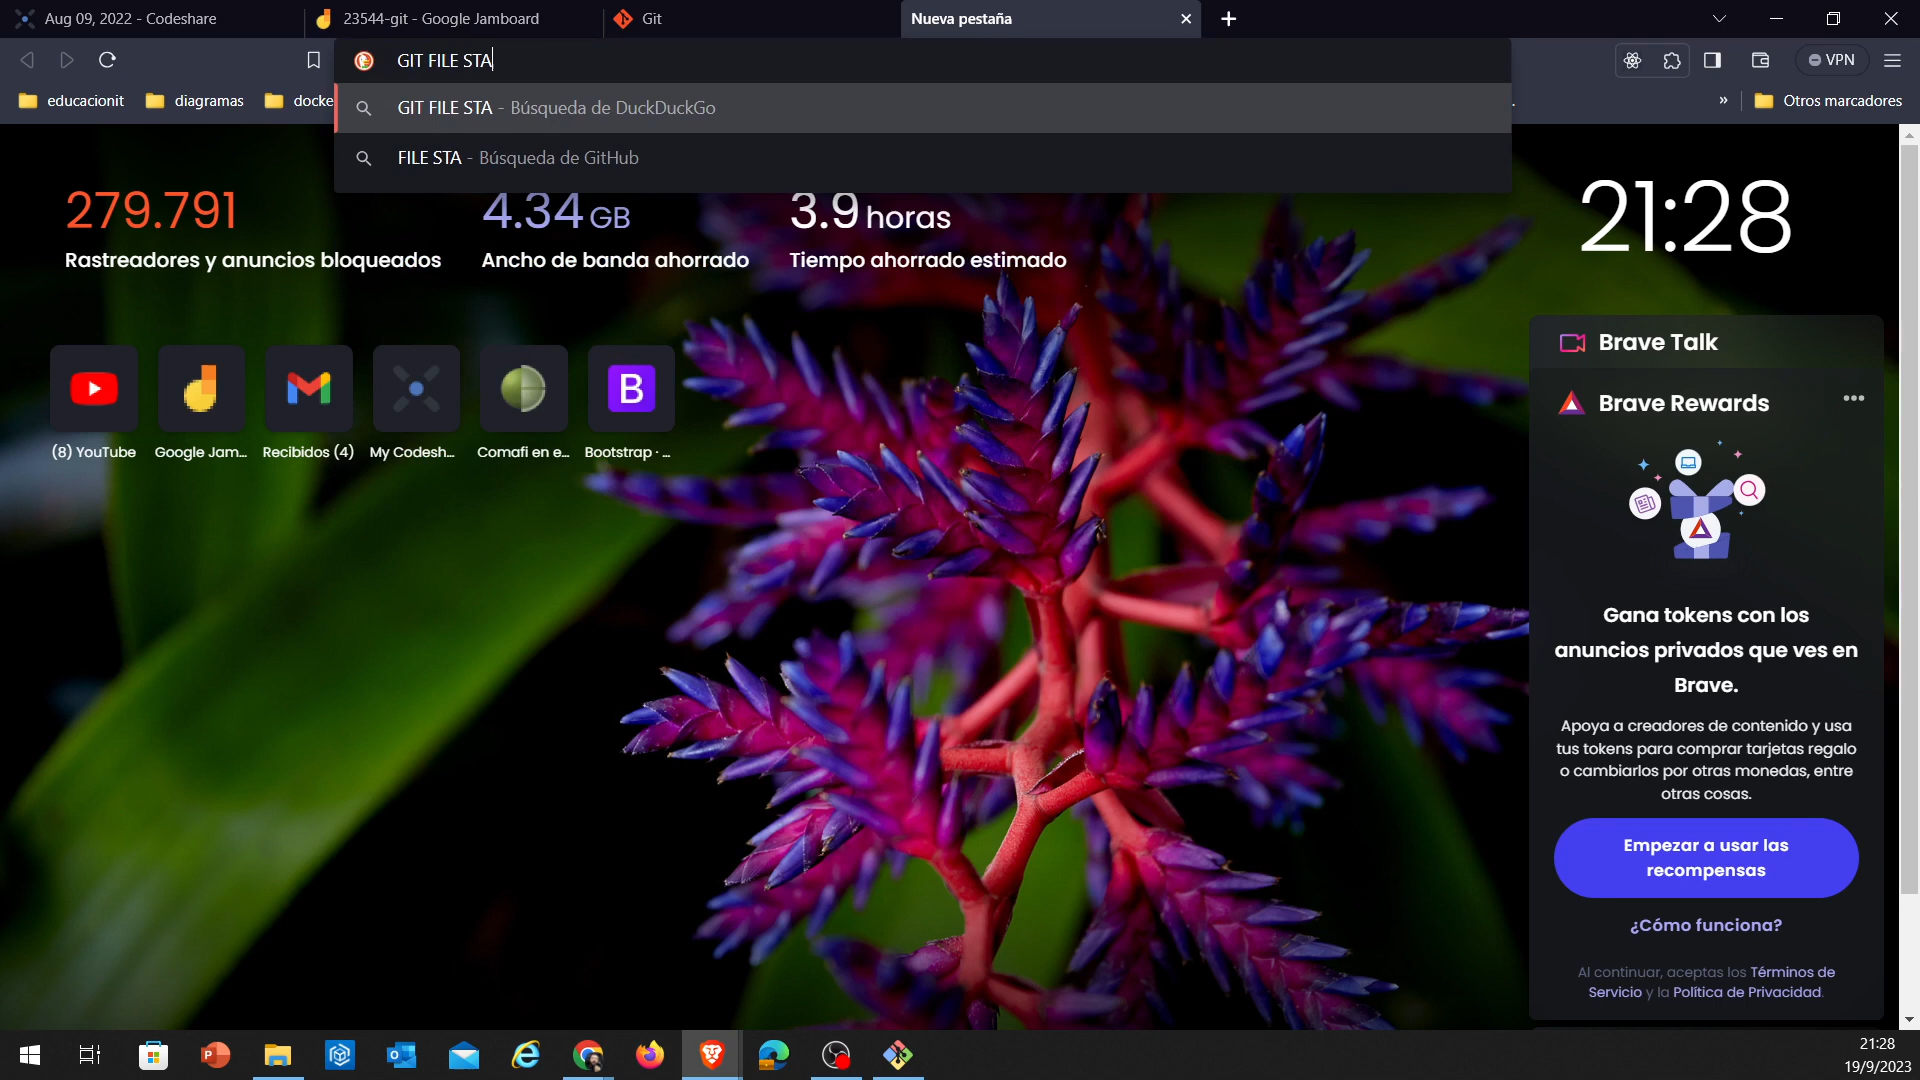 Aug 09, 2022 - Codeshare
23544-git - Google Jamboard
Git
Nueva pestaña
GIT FILE STA
VPN
educacionit
diagramas
docke
Otros marcadores
GIT FILE STA - Búsqueda de DuckDuckGo
FILE STA - Búsqueda de GitHub
279.791
Rastreadores y anuncios bloqueados
4.34 GB
Ancho de banda ahorrado
3.9 horas
Tiempo ahorrado estimado
21:28
(8) YouTube
Google Jam...
Recibidos (4)
My Codesh...
Comafi en e...
B
Bootstrap · ...
Brave Talk
Brave Rewards
Gana tokens con los
anuncios privados que ves en
Brave.
Apoya a creadores de contenido y usa
tus tokens para comprar tarjetas regalo
o cambiarlos por otras monedas, entre
otras cosas.
Empezar a usar las
recompensas
¿Cómo funciona?
Al continuar, aceptas los Términos de
Servicio y la Política de Privacidad.
21:28
19/9/2023